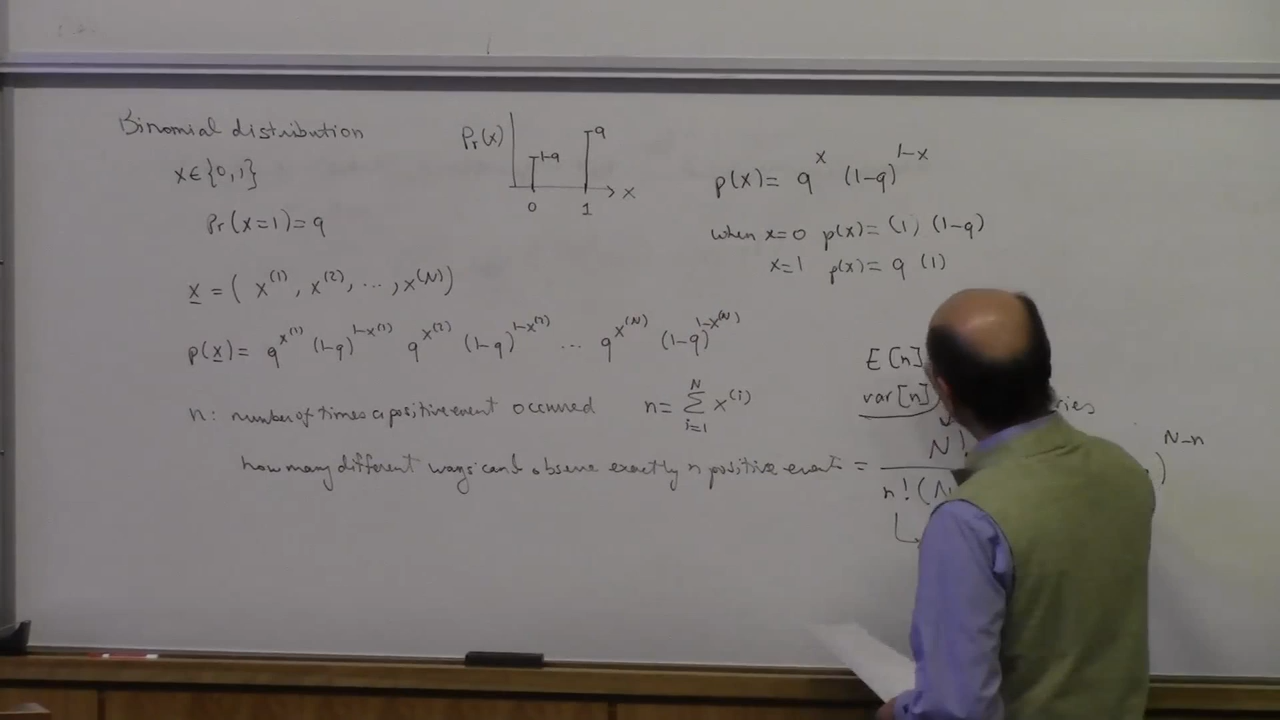 Binomial distribution
x ∈ {0,1}
Pr(x=1)=q
Pr(x)
1-q
q
0 1 x
p(x)= q^x (1-q)^{1-x}
when x=0 p(x)= (1) (1-q)
x=1 p(x)= q (1)
x = ( x^(1), x^(2), ..., x^(N))
p(x)= q^{x^(1)} (1-q)^{1-x^(1)} q^{x^(2)} (1-q)^{1-x^(2)} ... q^{x^(N)} (1-q)^{1-x^(N)}
n: number of times a positive event occurred n= Σ_{i=1}^{N} x^(i)
how many different ways can I observe exactly n positive events =
N!
n! (
)^{N-n}
E[n]
var[n]